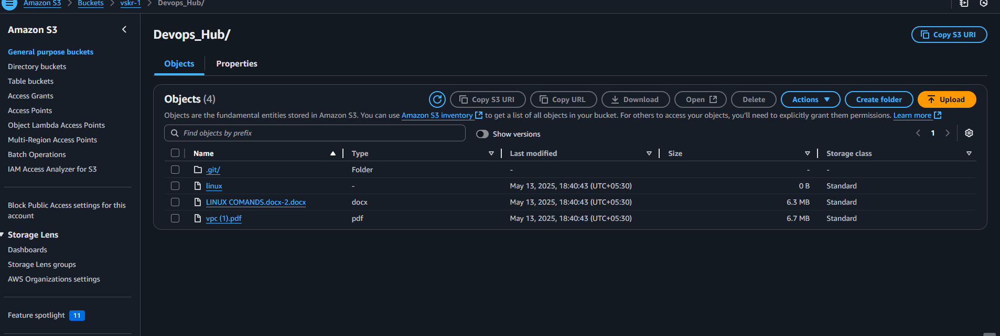 Amazon S3 > Buckets > vskr-1 > Devops_Hub/
Amazon S3
General purpose buckets
Directory buckets
Table buckets
Access Grants
Access Points
Object Lambda Access Points
Multi-Region Access Points
Batch Operations
IAM Access Analyzer for S3
Block Public Access settings for this
account
Storage Lens
Dashboards
Storage Lens groups
AWS Organizations settings
Feature spotlight 11
Devops_Hub/
Copy S3 URI
Objects Properties
Objects (4)
Copy S3 URI Copy URL Download Open Delete Actions Create folder Upload
Objects are the fundamental entities stored in Amazon S3. You can use Amazon S3 inventory to get a list of all objects in your bucket. For others to access your objects, you'll need to explicitly grant them permissions. Learn more
Find objects by prefix Show versions 1
Name Type Last modified Size Storage class
.git/ Folder - - -
linux - May 13, 2025, 18:40:43 (UTC+05:30) 0 B Standard
LINUX COMANDS.docx-2.docx docx May 13, 2025, 18:40:43 (UTC+05:30) 6.3 MB Standard
vpc (1).pdf pdf May 13, 2025, 18:40:43 (UTC+05:30) 6.7 MB Standard